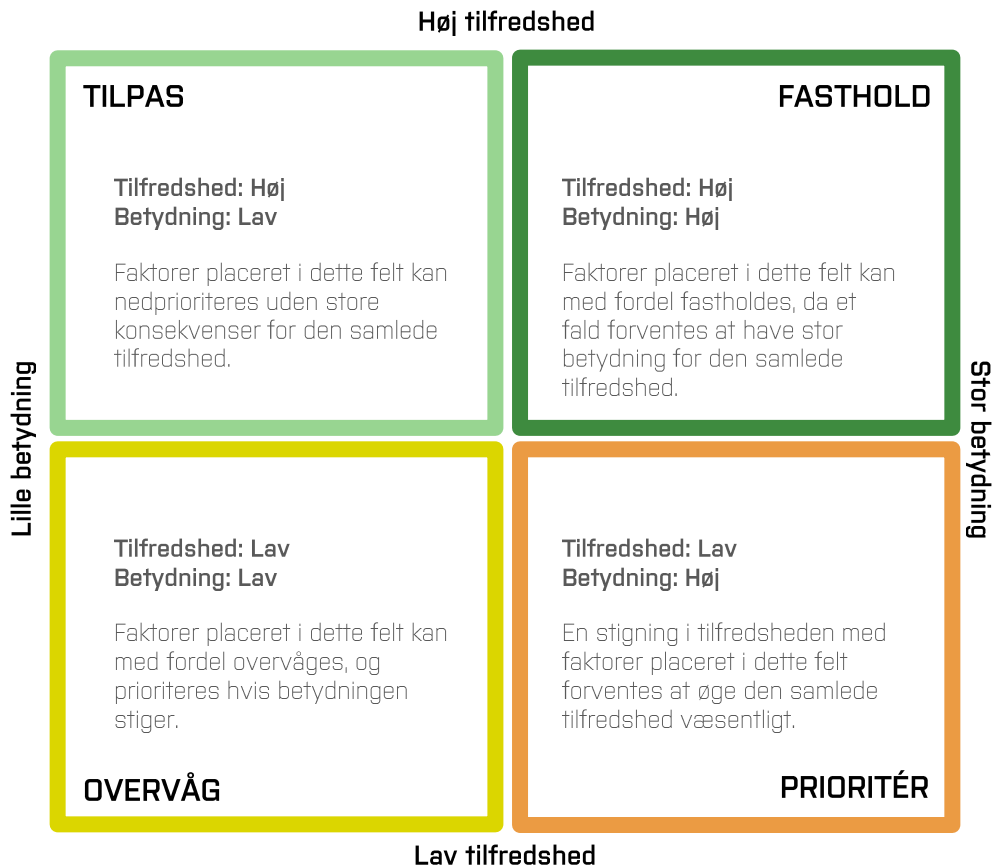 Høj tilfredshed
TILPAS
Tilfredshed: Høj
Betydning: Lav
Faktorer placeret i dette felt kan
nedprioriteres uden store
konsekvenser for den samlede
tilfredshed.
FASTHOLD
Tilfredshed: Høj
Betydning: Høj
Faktorer placeret i dette felt kan
med fordel fastholdes, da et
fald forventes at have stor
betydning for den samlede
tilfredshed.
Lille betydning
Stor betydning
Tilfredshed: Lav
Betydning: Lav
Faktorer placeret i dette felt kan
med fordel overvåges, og
prioriteres hvis betydningen
stiger.
OVERVÅG
Tilfredshed: Lav
Betydning: Høj
En stigning i tilfredsheden med
faktorer placeret i dette felt
forventes at øge den samlede
tilfredshed væsentligt.
PRIORITÉR
Lav tilfredshed